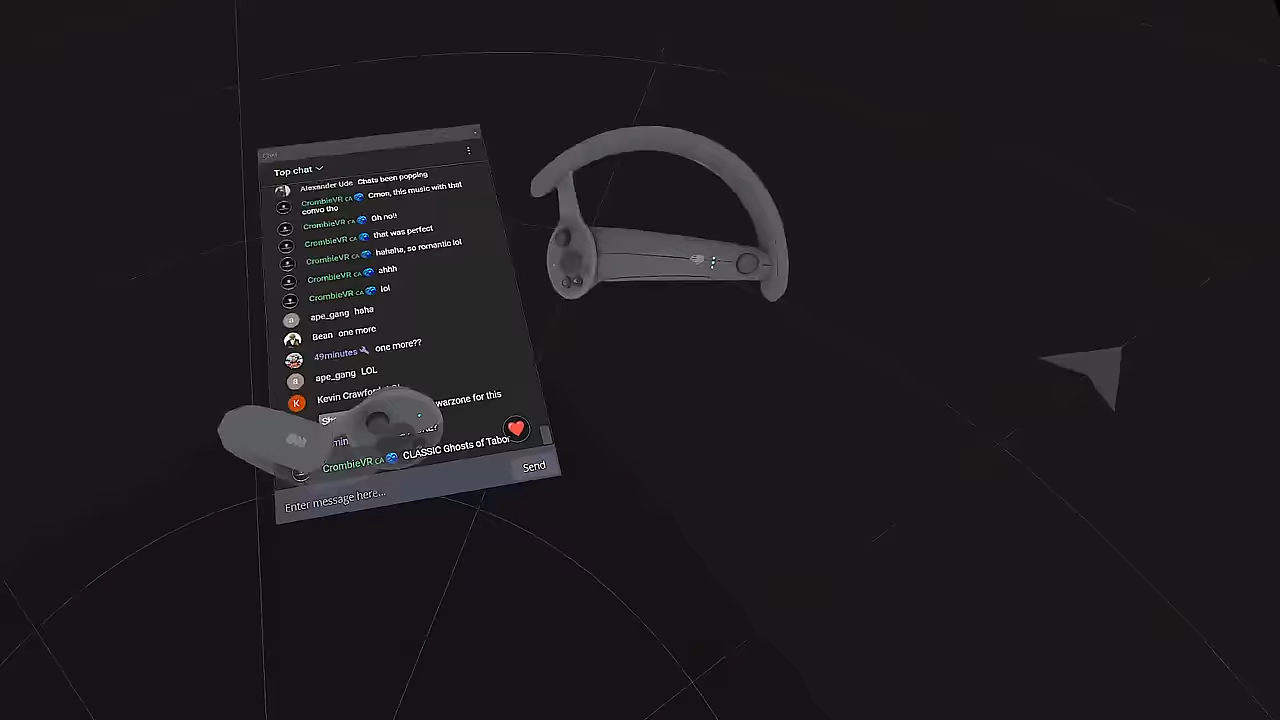 Chat
Top chat
Alexander Ude Chats been popping
CrombieVR CA Cmon, this music with that
convo tho
CrombieVR CA Oh no!!
CrombieVR CA that was perfect
CrombieVR CA hahaha, so romantic lol
CrombieVR CA ahhh
CrombieVR CA lol
a ape_gang haha
Bean one more
49minutes one more??
a ape_gang LOL
K Kevin Crawford
warzone for this
min
CrombieVR CA CLASSIC Ghosts of Tabor
Send
Enter message here...